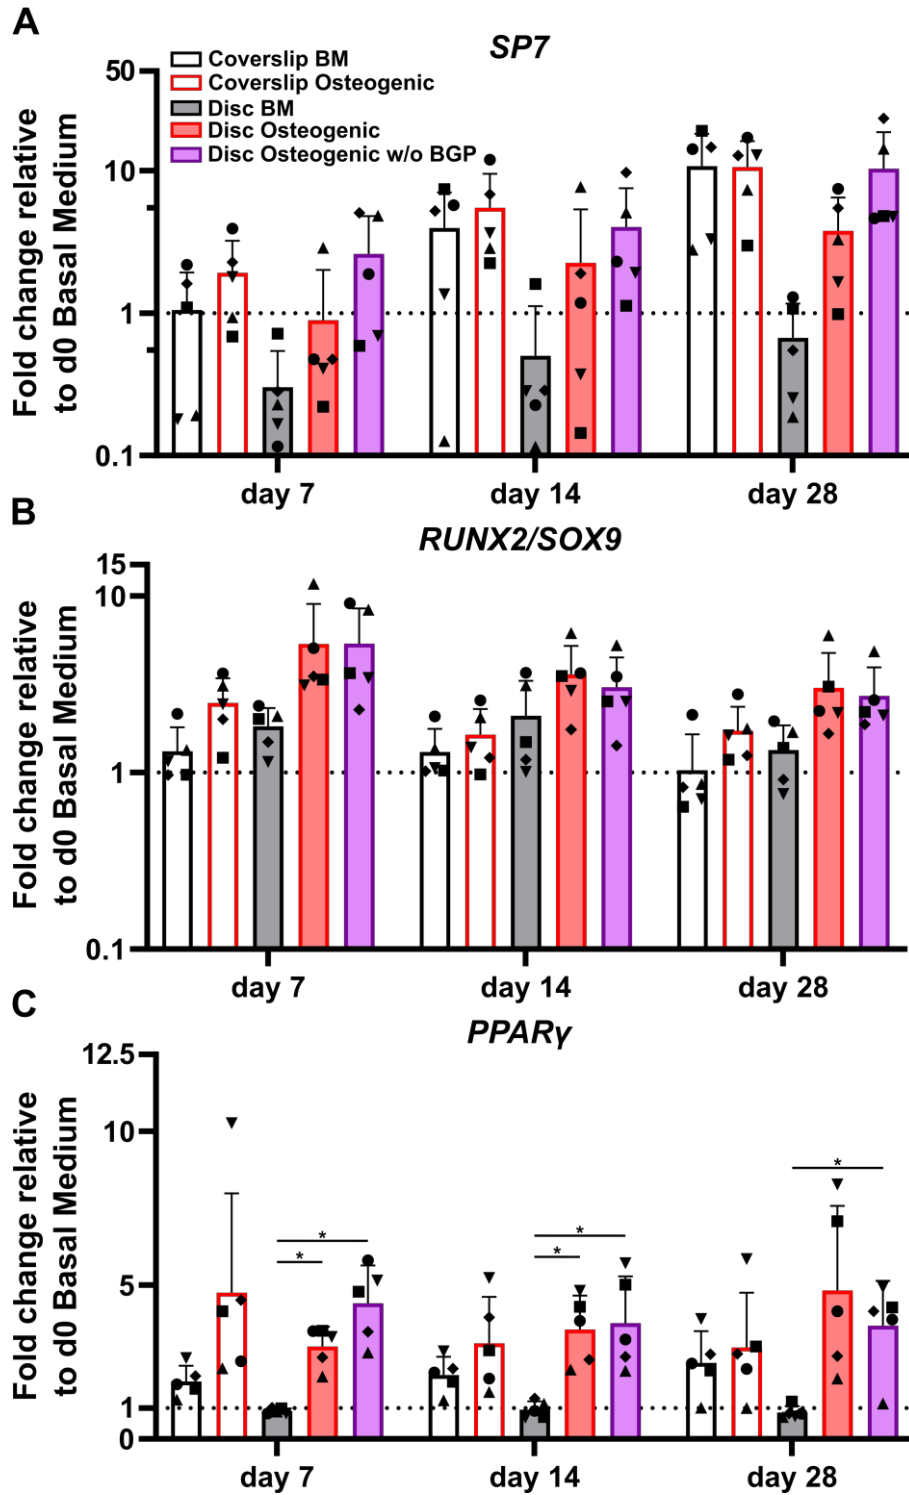 A
SP7
Fold change relative
to d0 Basal Medium
50
10
1
0.1
Coverslip BM
Coverslip Osteogenic
Disc BM
Disc Osteogenic
Disc Osteogenic w/o BGP
day 7
day 14
day 28
B
RUNX2/SOX9
Fold change relative
to d0 Basal Medium
15
10
1
0.1
day 7
day 14
day 28
C
PPARγ
Fold change relative
to d0 Basal Medium
12.5
10
5
1
0
*
*
*
*
*
day 7
day 14
day 28